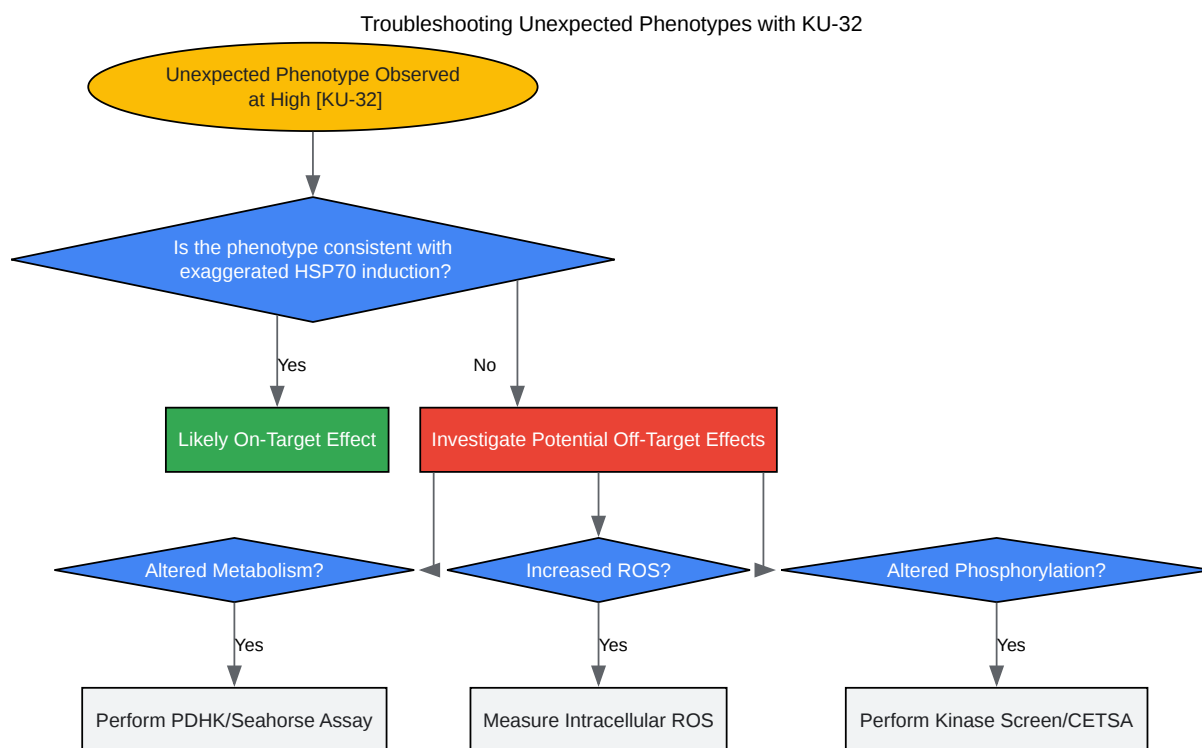 Troubleshooting Unexpected Phenotypes with KU-32
Unexpected Phenotype Observed
at High [KU-32]
Is the phenotype consistent with
exaggerated HSP70 induction?
Yes
No
Likely On-Target Effect
Investigate Potential Off-Target Effects
Altered Metabolism?
Increased ROS?
Altered Phosphorylation?
Yes
Yes
Yes
Perform PDHK/Seahorse Assay
Measure Intracellular ROS
Perform Kinase Screen/CETSA